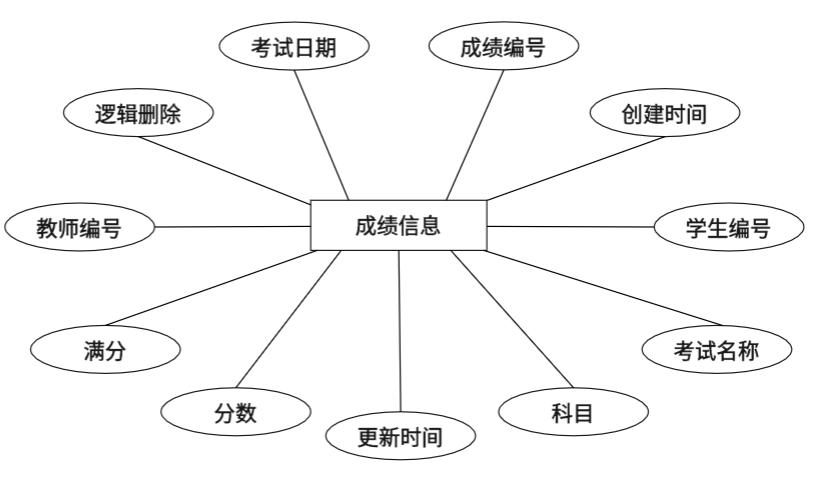 考试日期
成绩编号
逻辑删除
创建时间
教师编号
成绩信息
学生编号
满分
考试名称
分数
更新时间
科目